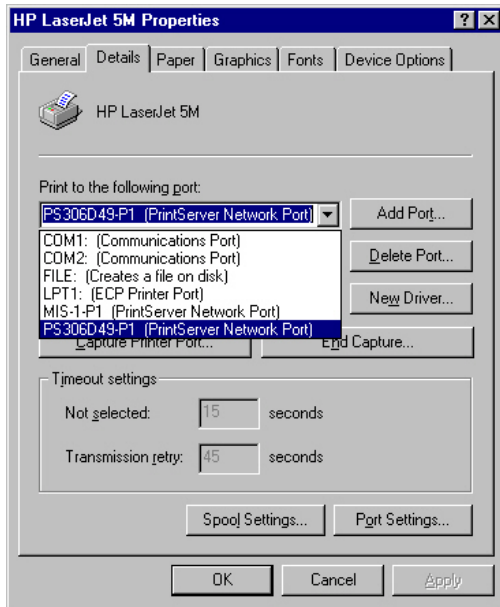 HP LaserJet 5M Properties
General Details Paper Graphics Fonts Device Options
HP LaserJet 5M
Print to the following port:
PS306D49-P1 (PrintServer Network Port)
Add Port...
COM1: (Communications Port)
COM2: (Communications Port)
FILE: (Creates a file on disk)
LPT1: (ECP Printer Port)
MIS-1-P1 (PrintServer Network Port)
PS306D49-P1 (PrintServer Network Port)
Delete Port...
New Driver...
Capture Printer Port... End Capture...
Timeout settings
Not selected: 15 seconds
Transmission retry: 45 seconds
Spool Settings... Port Settings...
OK Cancel Apply